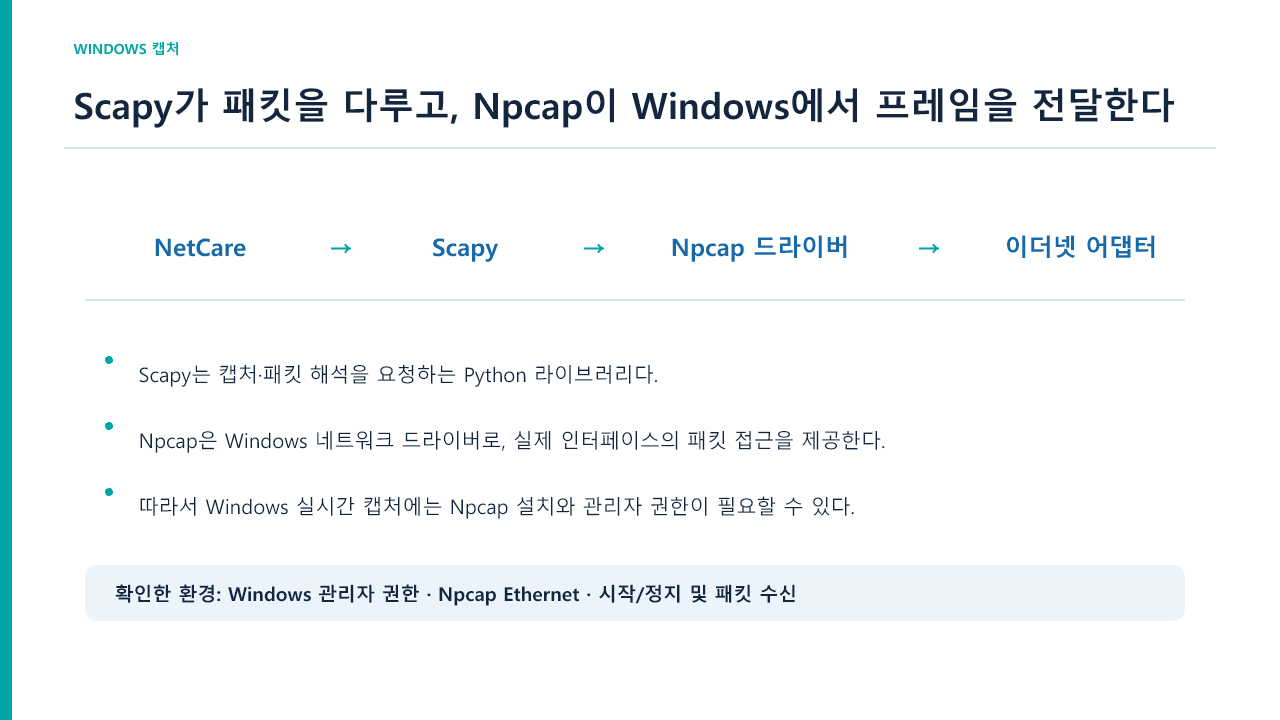 WINDOWS 캡처
Scapy가 패킷을 다루고, Npcap이 Windows에서 프레임을 전달한다
NetCare → Scapy → Npcap 드라이버 → 이더넷 어댑터
• Scapy는 캡처·패킷 해석을 요청하는 Python 라이브러리다.
• Npcap은 Windows 네트워크 드라이버로, 실제 인터페이스의 패킷 접근을 제공한다.
• 따라서 Windows 실시간 캡처에는 Npcap 설치와 관리자 권한이 필요할 수 있다.
확인한 환경: Windows 관리자 권한 · Npcap Ethernet · 시작/정지 및 패킷 수신